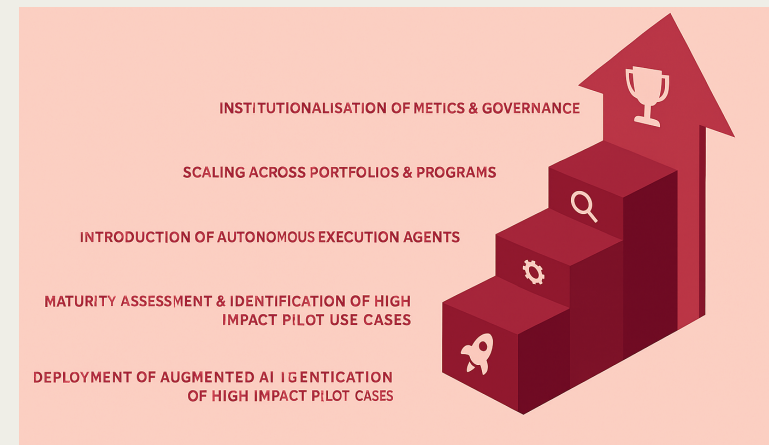 INSTITUTIONALISATION OF METICS & GOVERNANCE
SCALING ACROSS PORTFOLIOS & PROGRAMS
INTRODUCTION OF AUTONOMOUS EXECUTION AGENTS
MATURITY ASSESSMENT & IDENTIFICATION OF HIGH
IMPACT PILOT USE CASES
DEPLOYMENT OF AUGMENTED AI IGENTICATION
OF HIGH IMPACT PILOT CASES